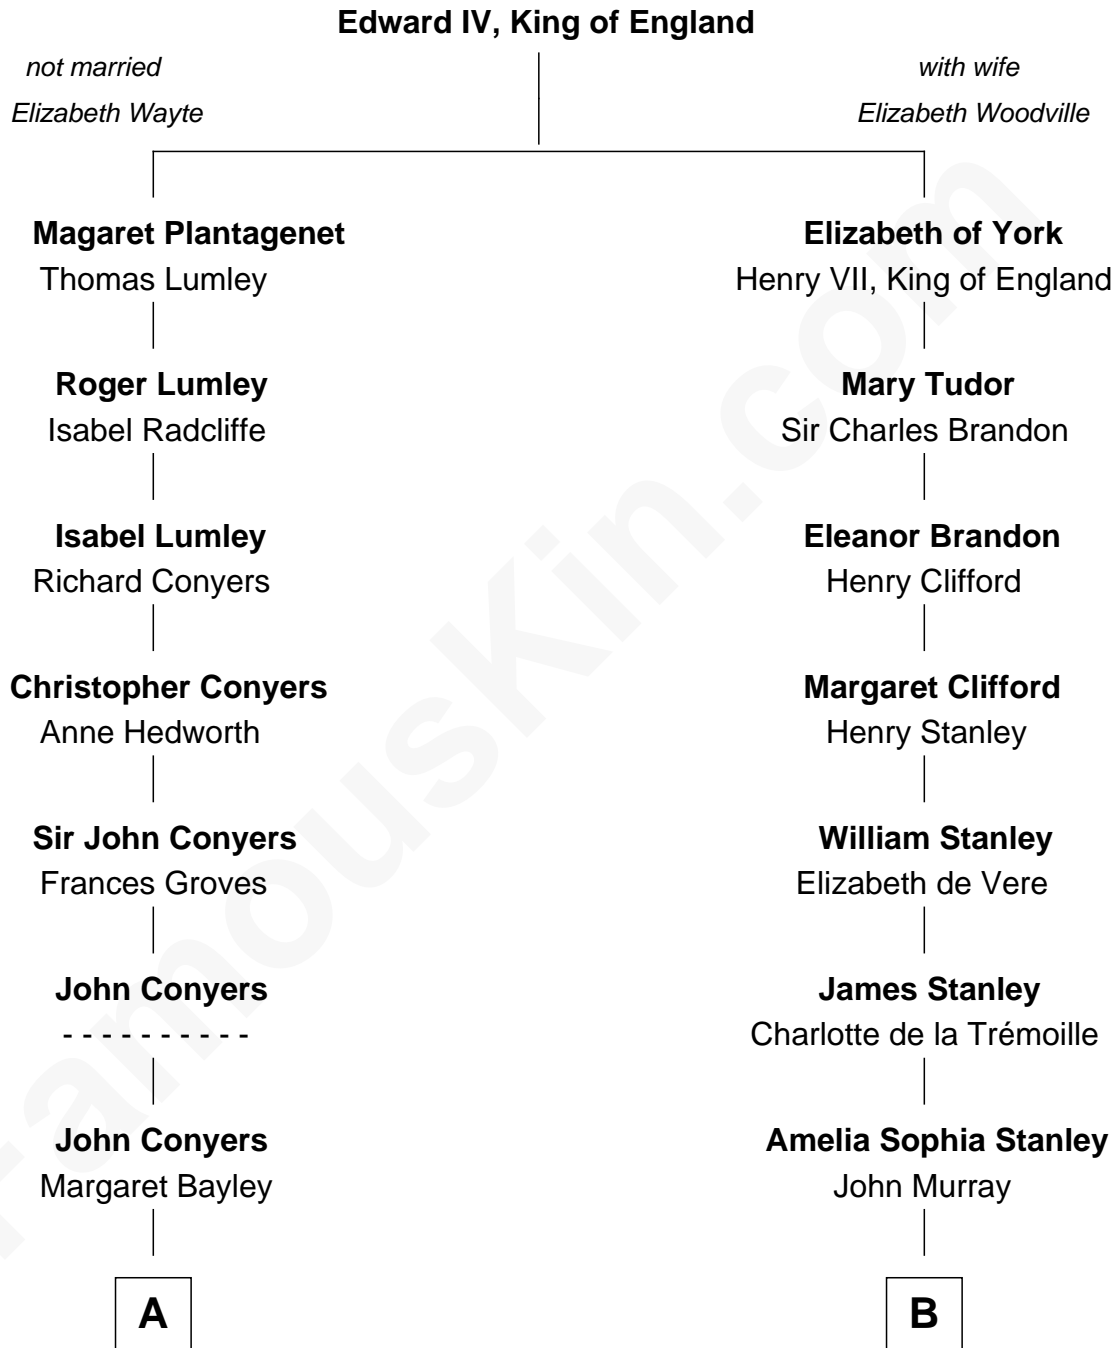 Edward IV, King of England
not married
Elizabeth Wayte
with wife
Elizabeth Woodville
Magaret Plantagenet
Thomas Lumley
Elizabeth of York
Henry VII, King of England
Roger Lumley
Isabel Radcliffe
Mary Tudor
Sir Charles Brandon
Isabel Lumley
Richard Conyers
Eleanor Brandon
Henry Clifford
Christopher Conyers
Anne Hedworth
Margaret Clifford
Henry Stanley
Sir John Conyers
Frances Groves
William Stanley
Elizabeth de Vere
John Conyers
- - - - - - - - - -
James Stanley
Charlotte de la Trémoille
John Conyers
Margaret Bayley
Amelia Sophia Stanley
John Murray
A
B
FamousKin.com